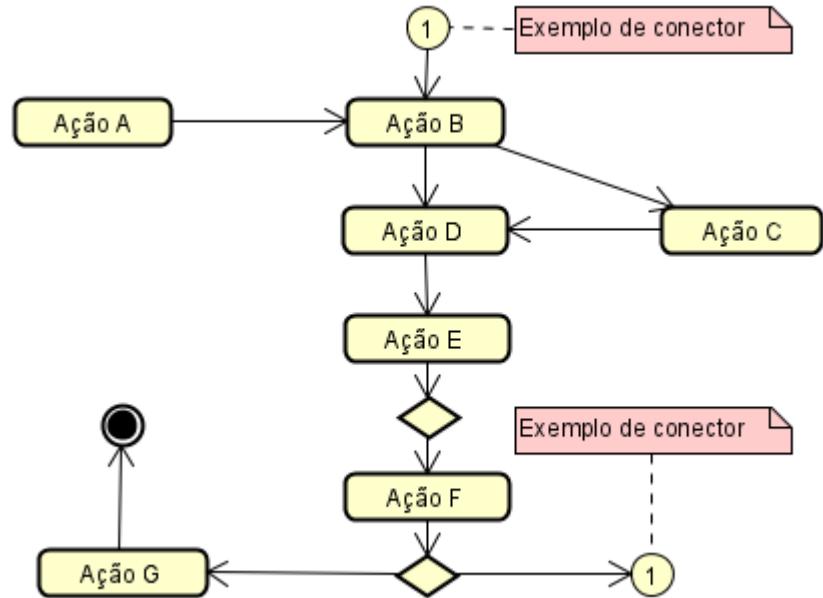 1
Exemplo de conector
Ação A
Ação B
Ação D
Ação C
Ação E
Exemplo de conector
Ação F
Ação G
1